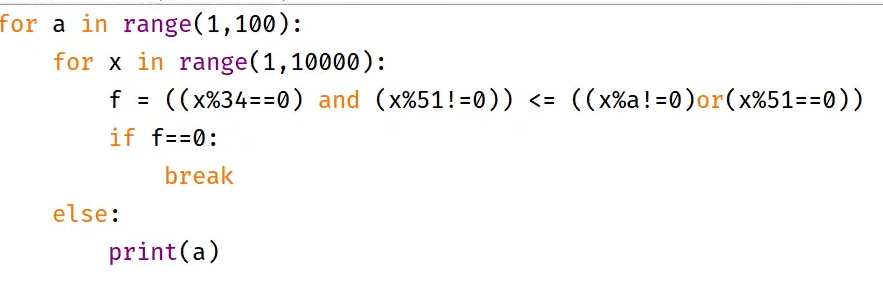 for a in range(1,100):
    for x in range(1,10000):
        f = ((x%34==0) and (x%51!=0)) <= ((x%a!=0)or(x%51==0))
        if f==0:
            break
    else:
        print(a)